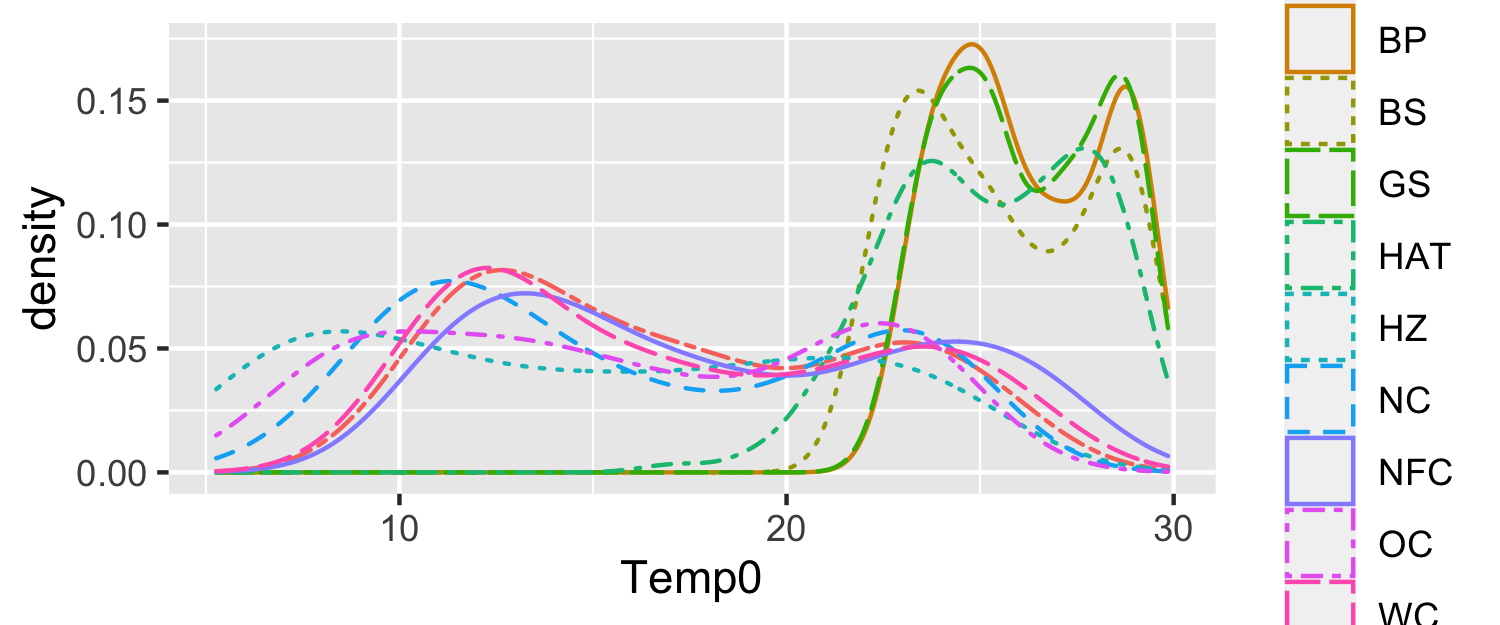 density
0.15
0.10
0.05
0.00
10 20 30
Temp0
BP
BS
GS
HAT
HZ
NC
NFC
OC
WC